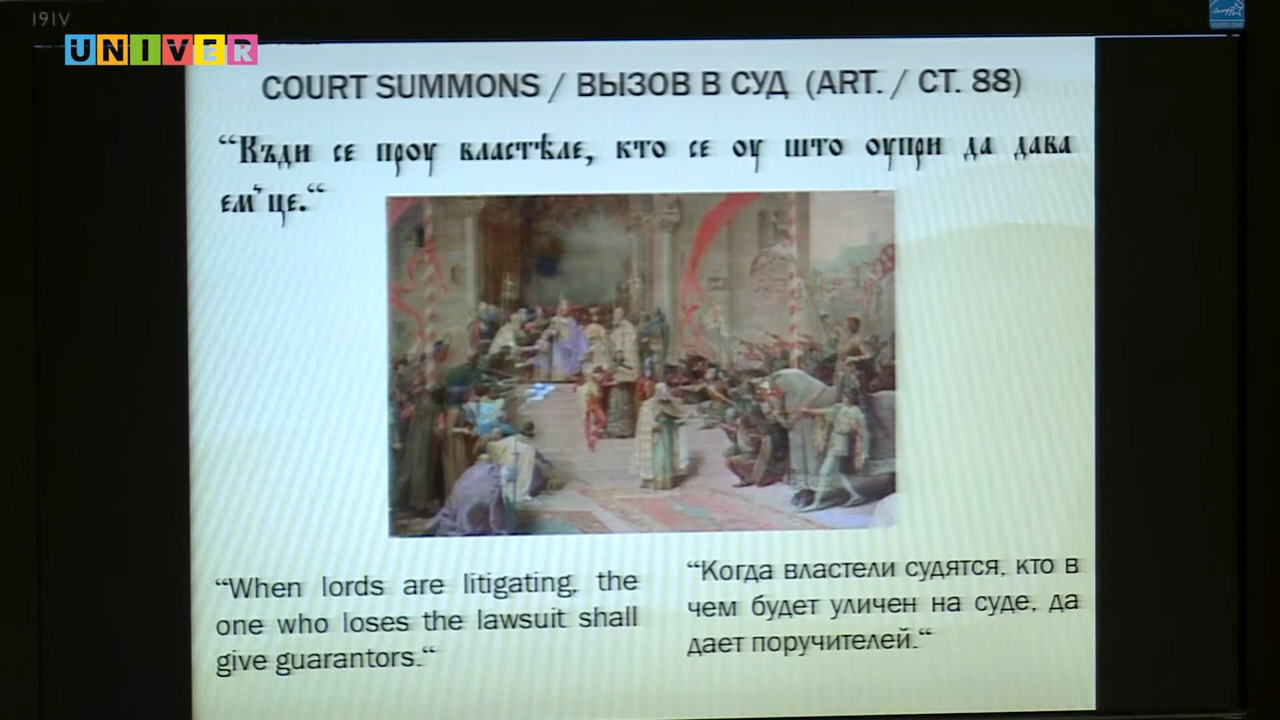 19IV
UNIVER
COURT SUMMONS / ВЫЗОВ В СУД (ART. / СТ. 88)
“Къди се проу властѣле, кто се оу што оупри да дава
ем'це.“
“When lords are litigating, the
one who loses the lawsuit shall
give guarantors.“
“Когда властели судятся, кто в
чем будет уличен на суде, да
дает поручителей.“